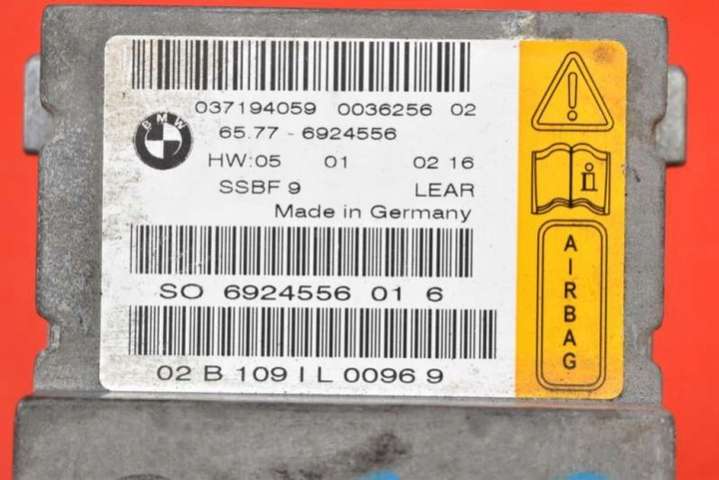 037194059 0036256 02
BMW
65.77 - 6924556
HW:05 01 02 16
SSBF 9 LEAR
Made in Germany
SO 6924556 01 6
02 B 109 I L 0096 9
i
AIRBAG